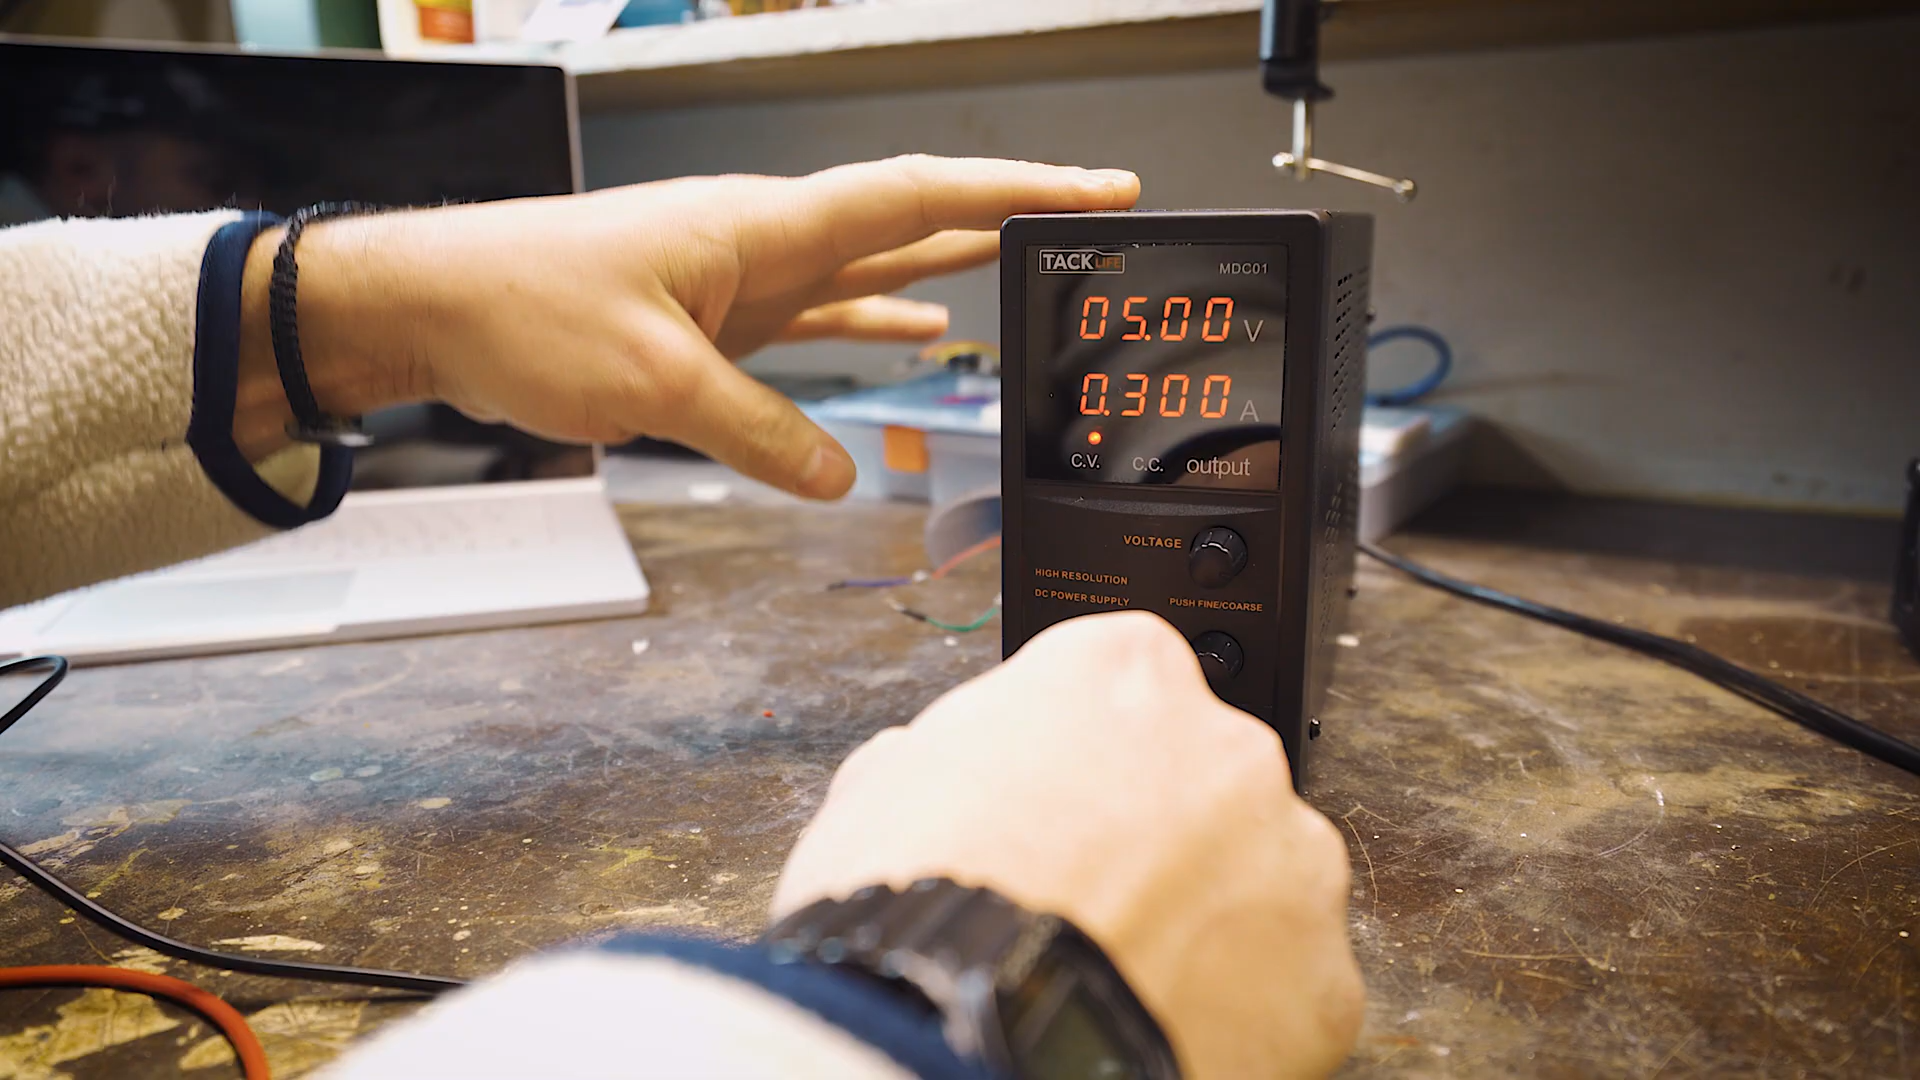 TACKLIFE
MDC01
05.00 V
0.300 A
C.V. C.C. output
VOLTAGE
HIGH RESOLUTION
DC POWER SUPPLY
PUSH FINE/COARSE